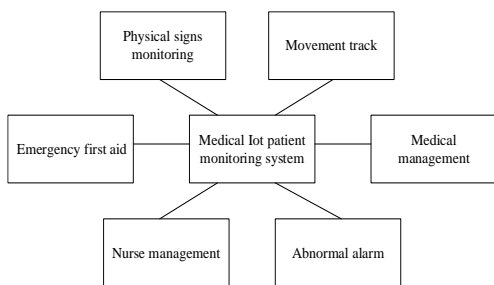 Physical signs
monitoring
Movement track
Emergency first aid
Medical Iot patient
monitoring system
Medical
management
Nurse management
Abnormal alarm